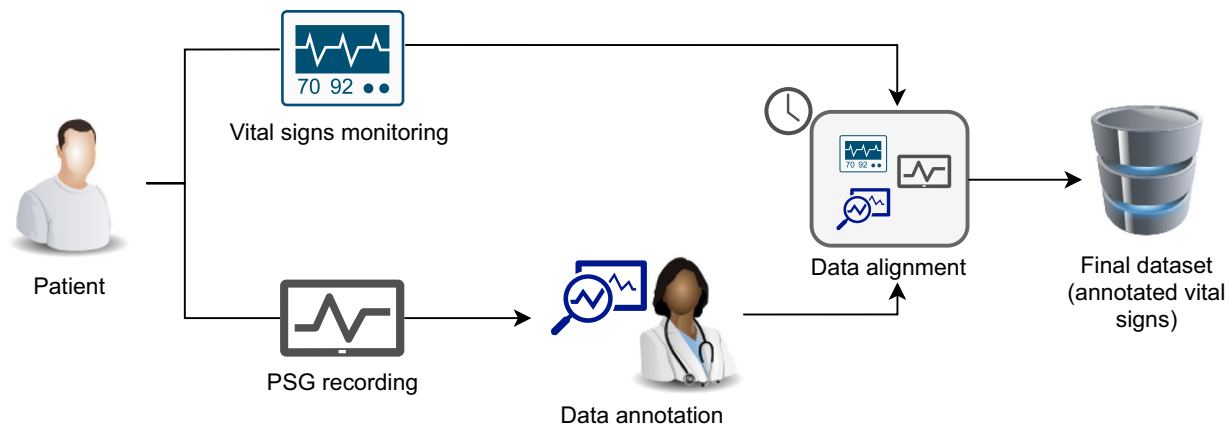 70 92
Vital signs monitoring
Patient
PSG recording
Data annotation
70 92
Data alignment
Final dataset
(annotated vital
signs)